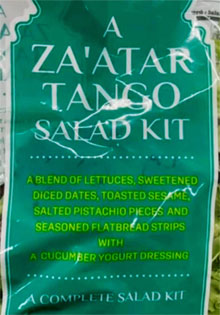 A
ZA'ATAR
TANGO
SALAD KIT
A BLEND OF LETTUCES, SWEETENED
DICED DATES, TOASTED SESAME,
SALTED PISTACHIO PIECES AND
SEASONED FLATBREAD STRIPS
WITH
A CUCUMBER YOGURT DRESSING
A COMPLETE SALAD KIT